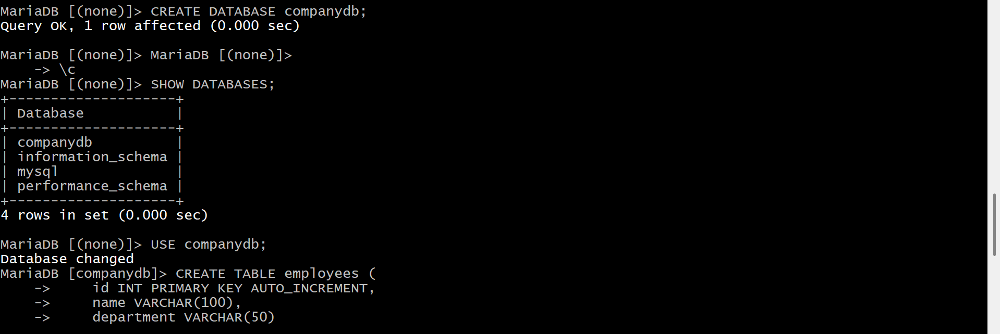 MariaDB [(none)]> CREATE DATABASE companydb;
Query OK, 1 row affected (0.000 sec)

MariaDB [(none)]> MariaDB [(none)]>
    -> \c
MariaDB [(none)]> SHOW DATABASES;
+--------------------+
| Database           |
+--------------------+
| companydb          |
| information_schema |
| mysql              |
| performance_schema |
+--------------------+
4 rows in set (0.000 sec)

MariaDB [(none)]> USE companydb;
Database changed
MariaDB [companydb]> CREATE TABLE employees (
    ->     id INT PRIMARY KEY AUTO_INCREMENT,
    ->     name VARCHAR(100),
    ->     department VARCHAR(50)